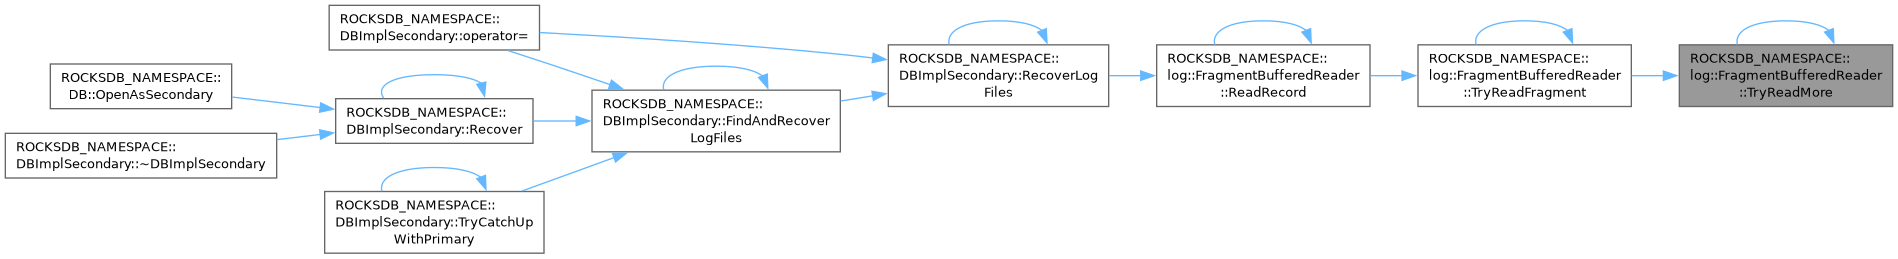 ROCKSDB_NAMESPACE::
DBImplSecondary::operator=
ROCKSDB_NAMESPACE::
DB::OpenAsSecondary
ROCKSDB_NAMESPACE::
DBImplSecondary::~DBImplSecondary
ROCKSDB_NAMESPACE::
DBImplSecondary::Recover
ROCKSDB_NAMESPACE::
DBImplSecondary::TryCatchUp
WithPrimary
ROCKSDB_NAMESPACE::
DBImplSecondary::FindAndRecover
LogFiles
ROCKSDB_NAMESPACE::
DBImplSecondary::RecoverLog
Files
ROCKSDB_NAMESPACE::
log::FragmentBufferedReader
::ReadRecord
ROCKSDB_NAMESPACE::
log::FragmentBufferedReader
::TryReadFragment
ROCKSDB_NAMESPACE::
log::FragmentBufferedReader
::TryReadMore